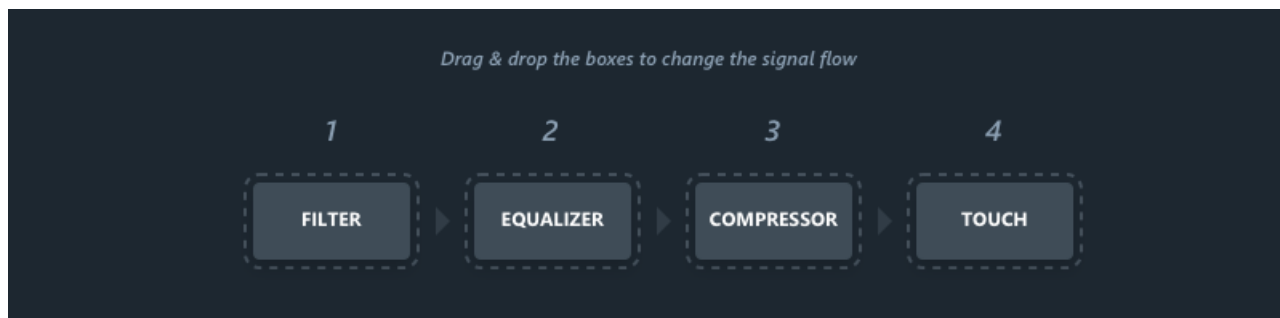 Drag & drop the boxes to change the signal flow
1 2 3 4
FILTER EQUALIZER COMPRESSOR TOUCH